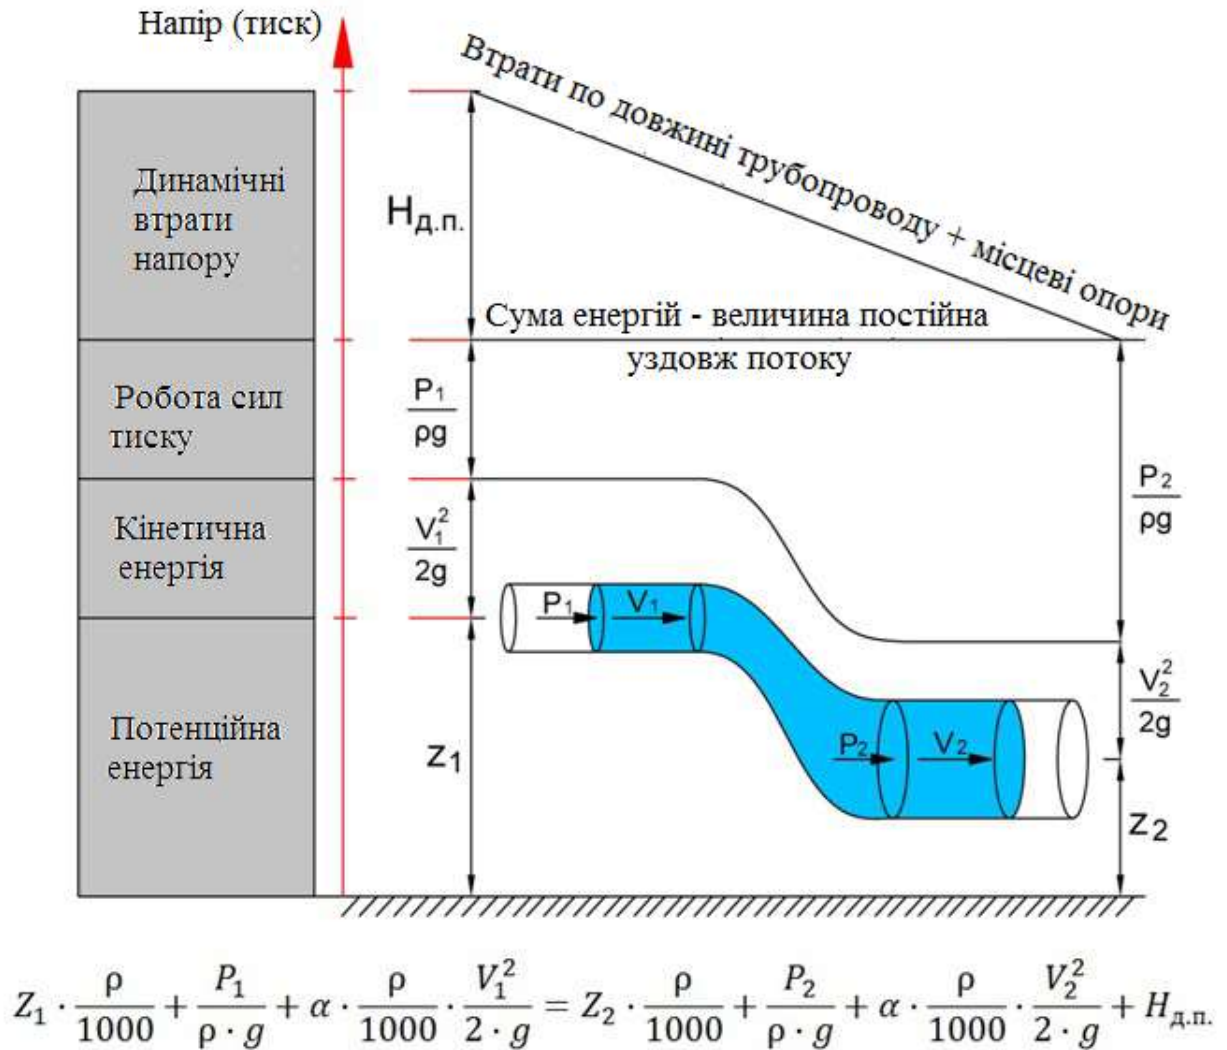 Напір (тиск)
Втрати по довжині трубопроводу + місцеві опори
Динамічні
втрати
напору
H д.п.
Сума енергій - величина постійна
уздовж потоку
Робота сил
тиску
P₁
ρg
P₂
ρg
Кінетична
енергія
V₁²
2g
P₁
V₁
V₂²
2g
Потенційна
енергія
z₁
P₂
V₂
z₂
Z₁ · ρ/1000 + P₁/(ρ · g) + α · ρ/1000 · V₁²/(2 · g) = Z₂ · ρ/1000 + P₂/(ρ · g) + α · ρ/1000 · V₂²/(2 · g) + H д.п.